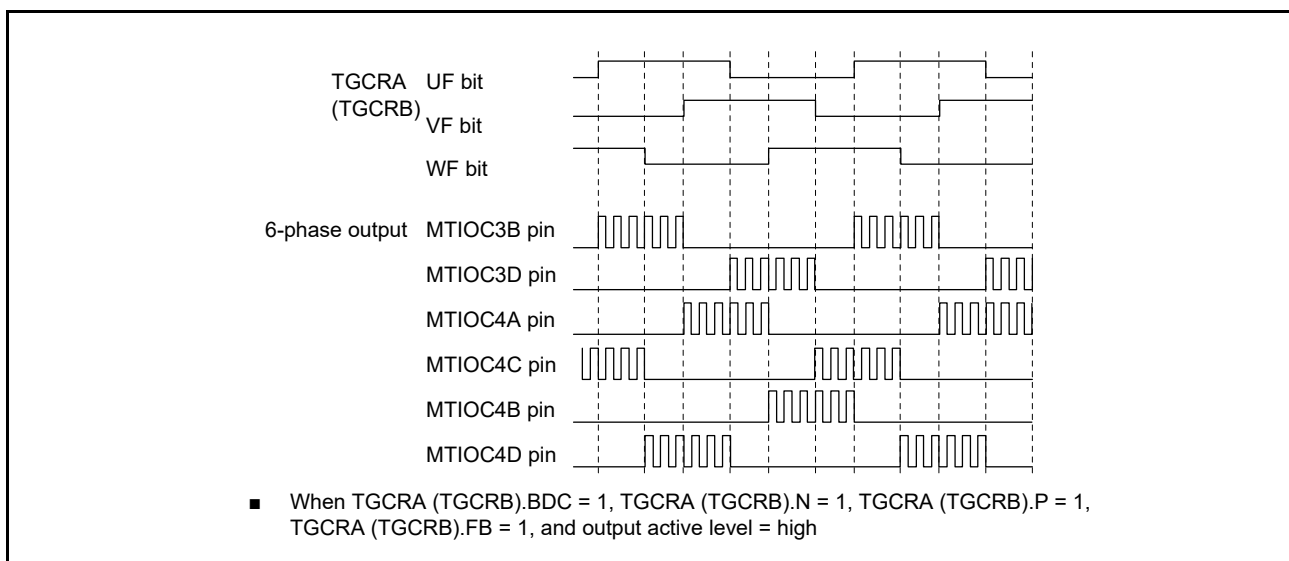 TGCRA UF bit
(TGCRB)
VF bit
WF bit
6-phase output MTIOC3B pin
MTIOC3D pin
MTIOC4A pin
MTIOC4C pin
MTIOC4B pin
MTIOC4D pin
■ When TGCRA (TGCRB).BDC = 1, TGCRA (TGCRB).N = 1, TGCRA (TGCRB).P = 1,
TGCRA (TGCRB).FB = 1, and output active level = high